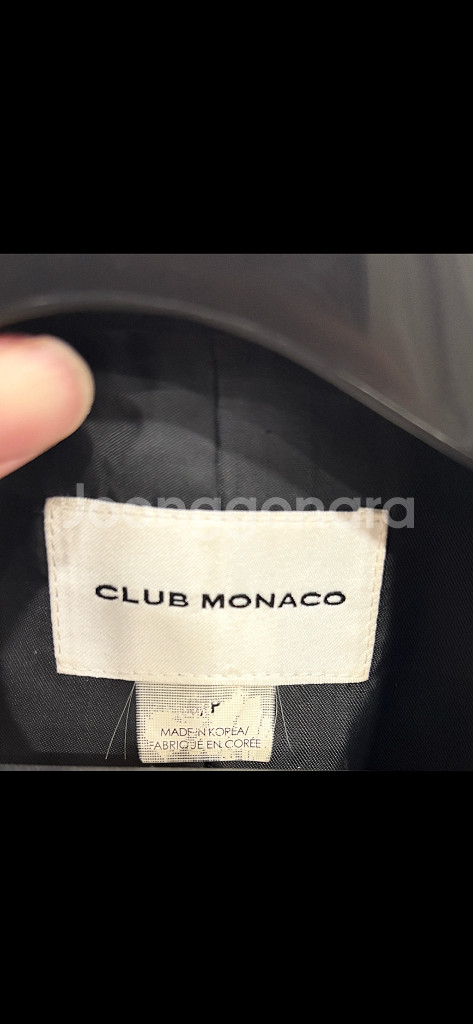 Joonggonara
CLUB MONACO
P
MADE IN KOREA/
FABRIQUÉ EN CORÉE